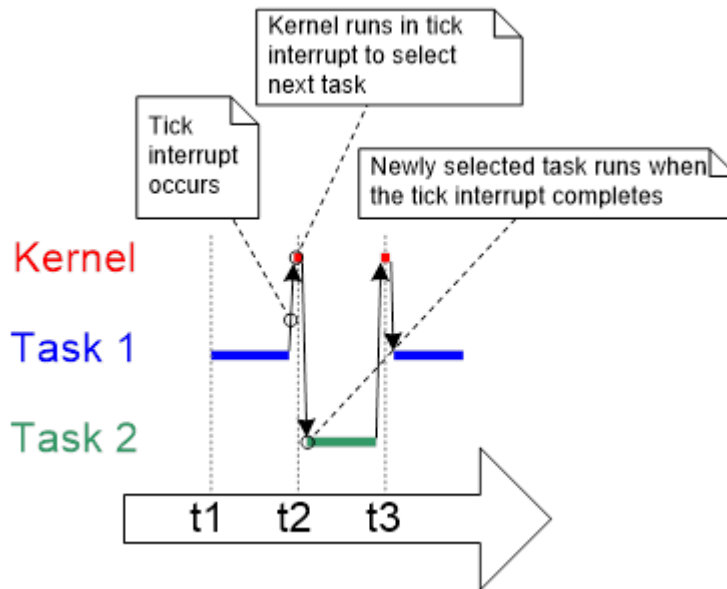 Kernel runs in tick
interrupt to select
next task
Tick
interrupt
occurs
Newly selected task runs when
the tick interrupt completes
Kernel
Task 1
Task 2
t1 t2 t3